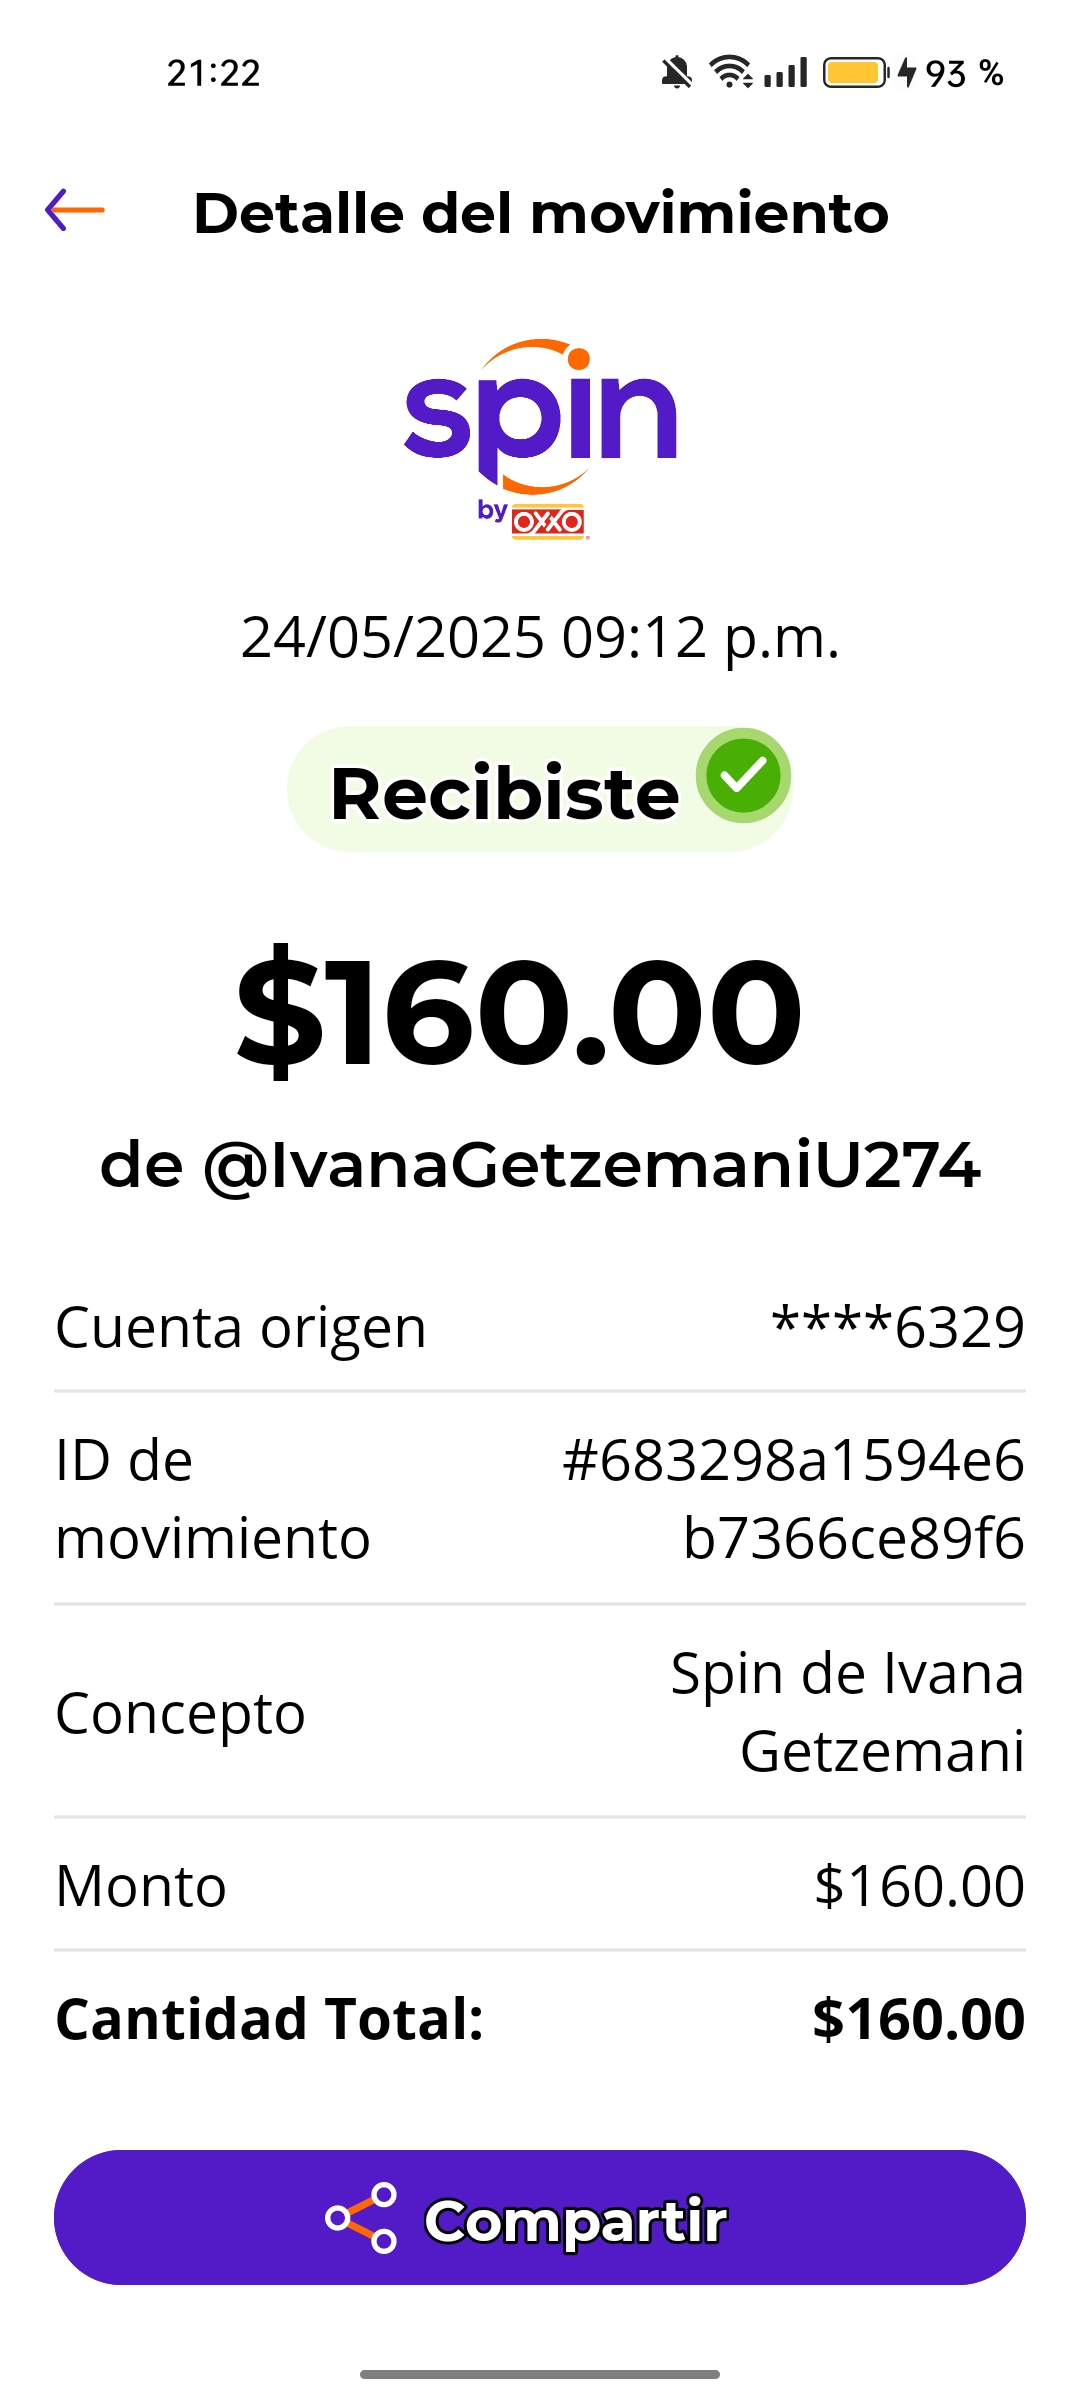 21:22
93 %
Detalle del movimiento
spin
by OXXO
24/05/2025 09:12 p.m.
Recibiste
$160.00
de @IvanaGetzemaniU274
Cuenta origen ****6329
ID de movimiento #683298a1594e6
b7366ce89f6
Concepto Spin de Ivana
Getzemani
Monto $160.00
Cantidad Total: $160.00
Compartir